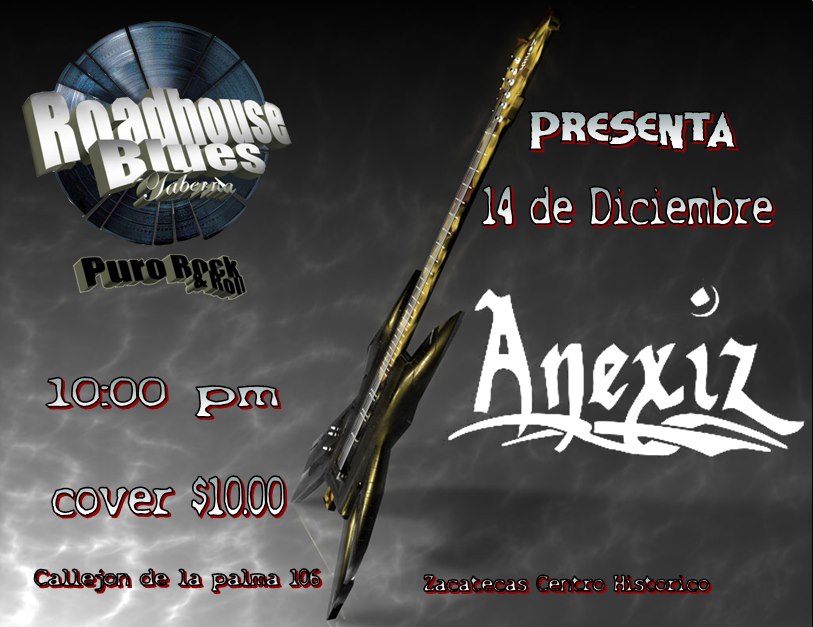 Roadhouse
Blues
Taberna
Puro Rock
& Roll
PRESENTA
14 de Diciembre
Anexiz
10:00 pm
cover $10.00
Callejon de la palma 106
Zacatecas Centro Historico